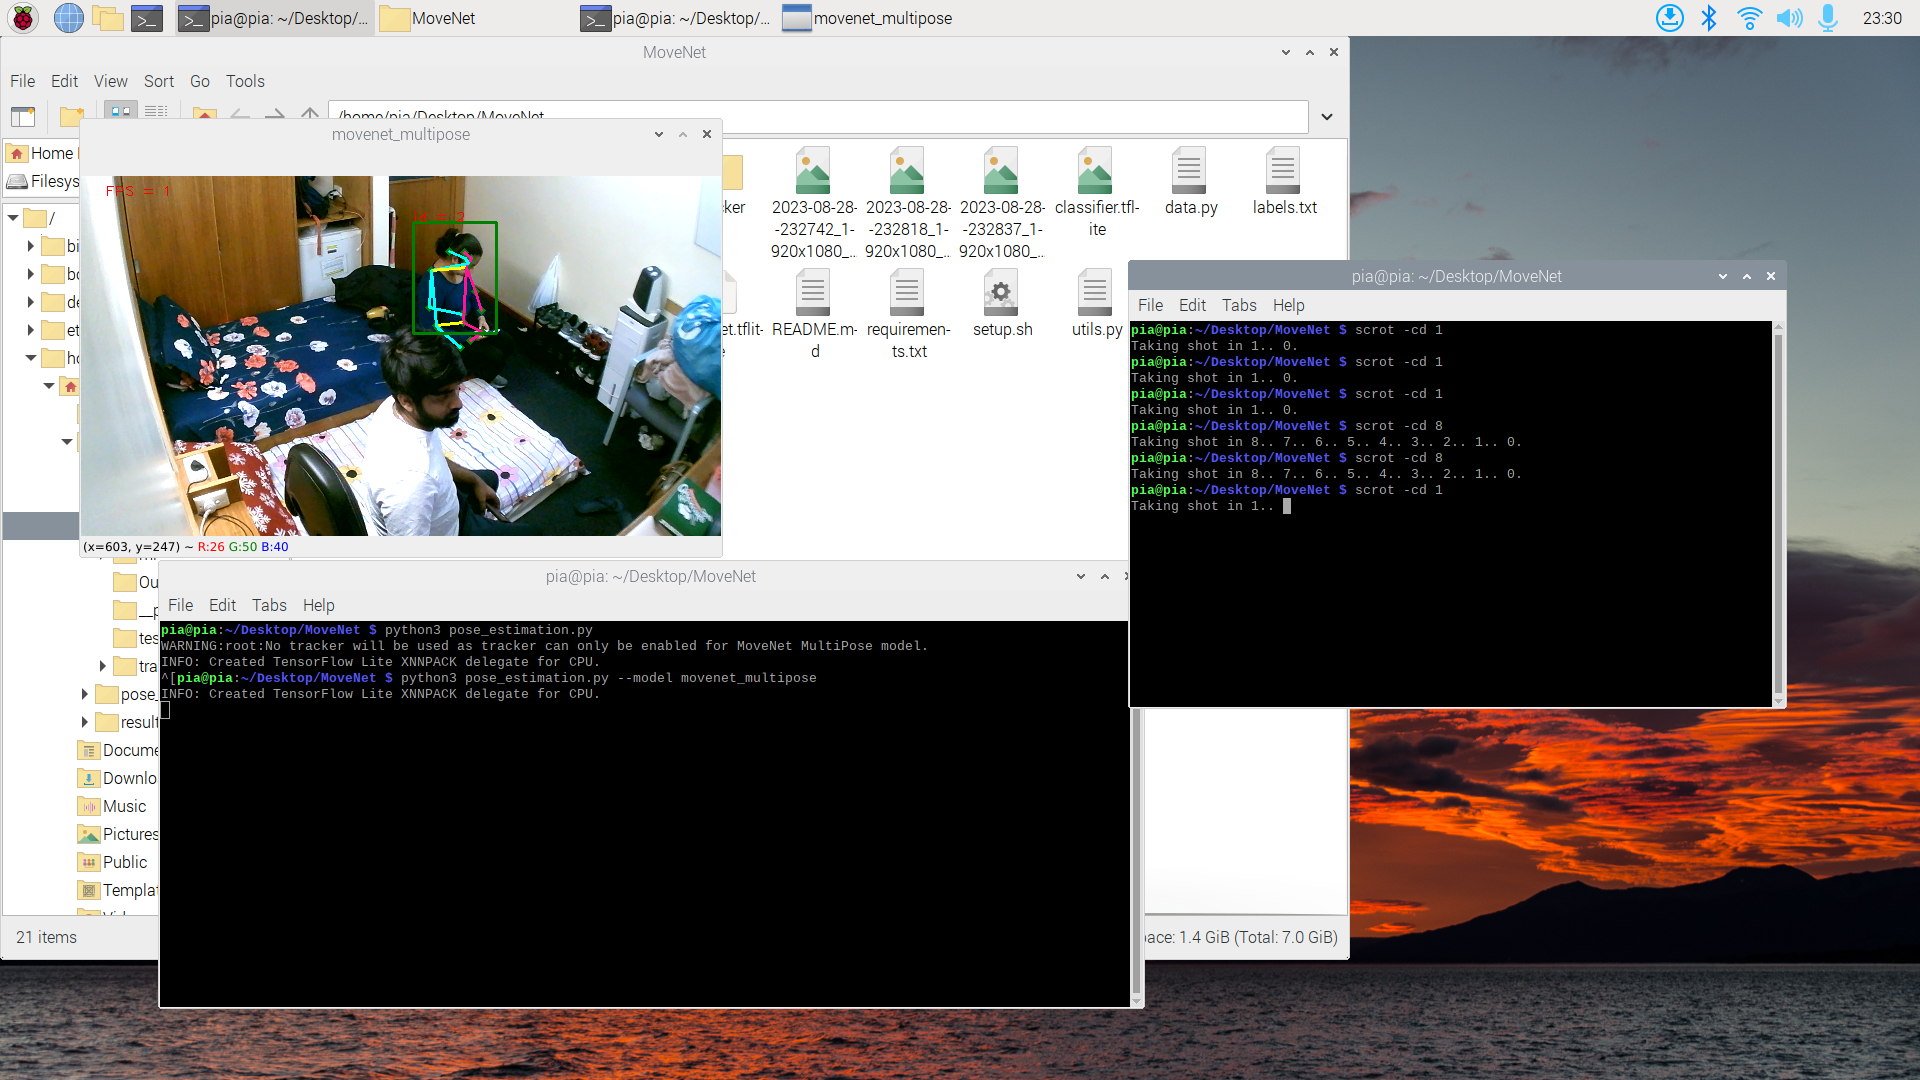 pia@pia: ~/Desktop/...
MoveNet
pia@pia: ~/Desktop/...
movenet_multipose
23:30
MoveNet
File Edit View Sort Go Tools
/home/pia/Desktop/MoveNet
Home
Filesys
/
bi
de
et
Ou
tes
tra
pose_
result
Docume
Downlo
Music
Pictures
Public
Templat
21 items
ace: 1.4 GiB (Total: 7.0 GiB)
cker
2023-08-28-
-232742_1-
920x1080_...
2023-08-28-
-232818_1-
920x1080_...
2023-08-28-
-232837_1-
920x1080_...
classifier.tfl-
ite
data.py
labels.txt
et.tflit-
e
README.m-
d
requiremen-
ts.txt
setup.sh
utils.py
movenet_multipose
FPS = 1
(x=603, y=247) ~ R:26 G:50 B:40
pia@pia: ~/Desktop/MoveNet
File Edit Tabs Help
pia@pia:~/Desktop/MoveNet $ python3 pose_estimation.py
WARNING:root:No tracker will be used as tracker can only be enabled for MoveNet MultiPose model.
INFO: Created TensorFlow Lite XNNPACK delegate for CPU.
^[pia@pia:~/Desktop/MoveNet $ python3 pose_estimation.py --model movenet_multipose
INFO: Created TensorFlow Lite XNNPACK delegate for CPU.
pia@pia: ~/Desktop/MoveNet
File Edit Tabs Help
pia@pia:~/Desktop/MoveNet $ scrot -cd 1
Taking shot in 1.. 0.
pia@pia:~/Desktop/MoveNet $ scrot -cd 1
Taking shot in 1.. 0.
pia@pia:~/Desktop/MoveNet $ scrot -cd 1
Taking shot in 1.. 0.
pia@pia:~/Desktop/MoveNet $ scrot -cd 8
Taking shot in 8.. 7.. 6.. 5.. 4.. 3.. 2.. 1.. 0.
pia@pia:~/Desktop/MoveNet $ scrot -cd 8
Taking shot in 8.. 7.. 6.. 5.. 4.. 3.. 2.. 1.. 0.
pia@pia:~/Desktop/MoveNet $ scrot -cd 1
Taking shot in 1..